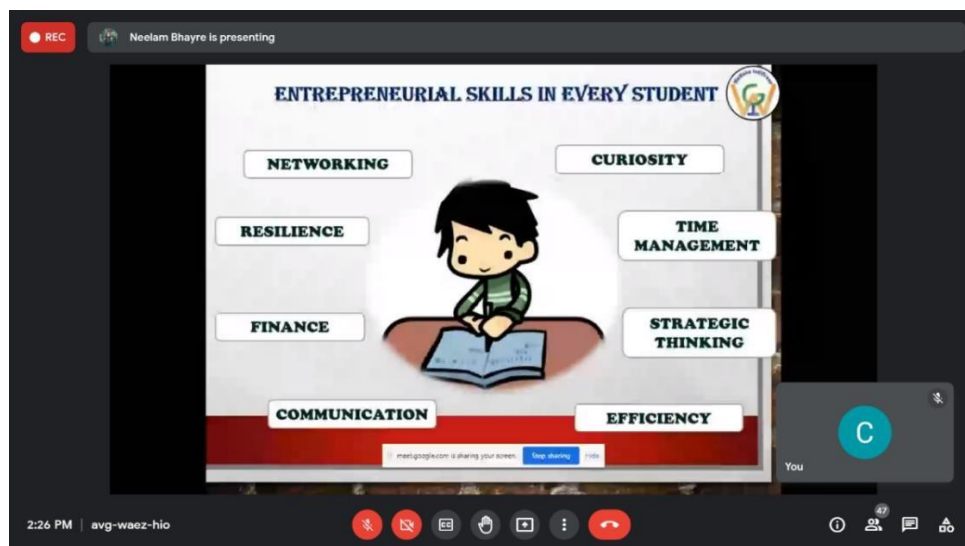 REC
Neelam Bhayre is presenting
ENTREPRENEURIAL SKILLS IN EVERY STUDENT
NETWORKING
CURIOSITY
RESILIENCE
TIME
MANAGEMENT
FINANCE
STRATEGIC
THINKING
COMMUNICATION
EFFICIENCY
meet.google.com is sharing your screen.
Stop sharing
Hide
C
You
2:26 PM | avg-waez-hio
CC
47